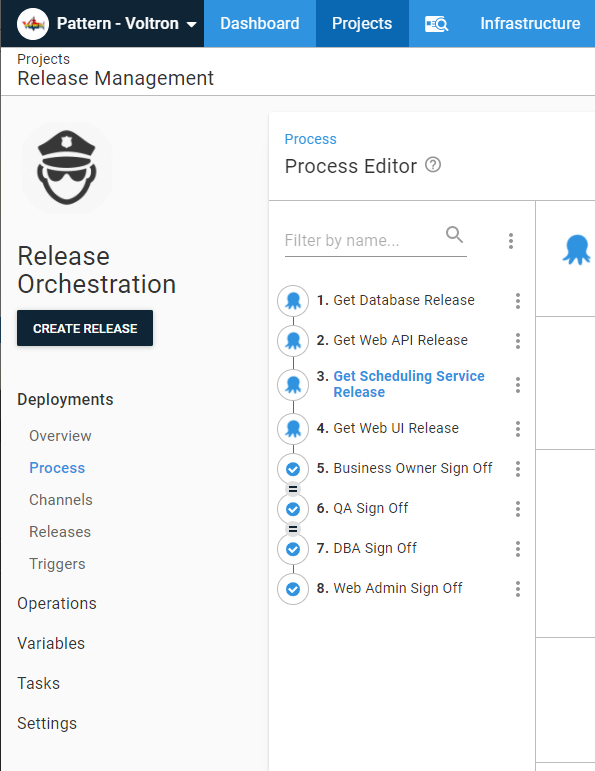 Pattern - Voltron
Dashboard
Projects
Infrastructure
Projects
Release Management
Release
Orchestration
CREATE RELEASE
Deployments
Overview
Process
Channels
Releases
Triggers
Operations
Variables
Tasks
Settings
Process
Process Editor
Filter by name...
1. Get Database Release
2. Get Web API Release
3. Get Scheduling Service
Release
4. Get Web UI Release
5. Business Owner Sign Off
6. QA Sign Off
7. DBA Sign Off
8. Web Admin Sign Off